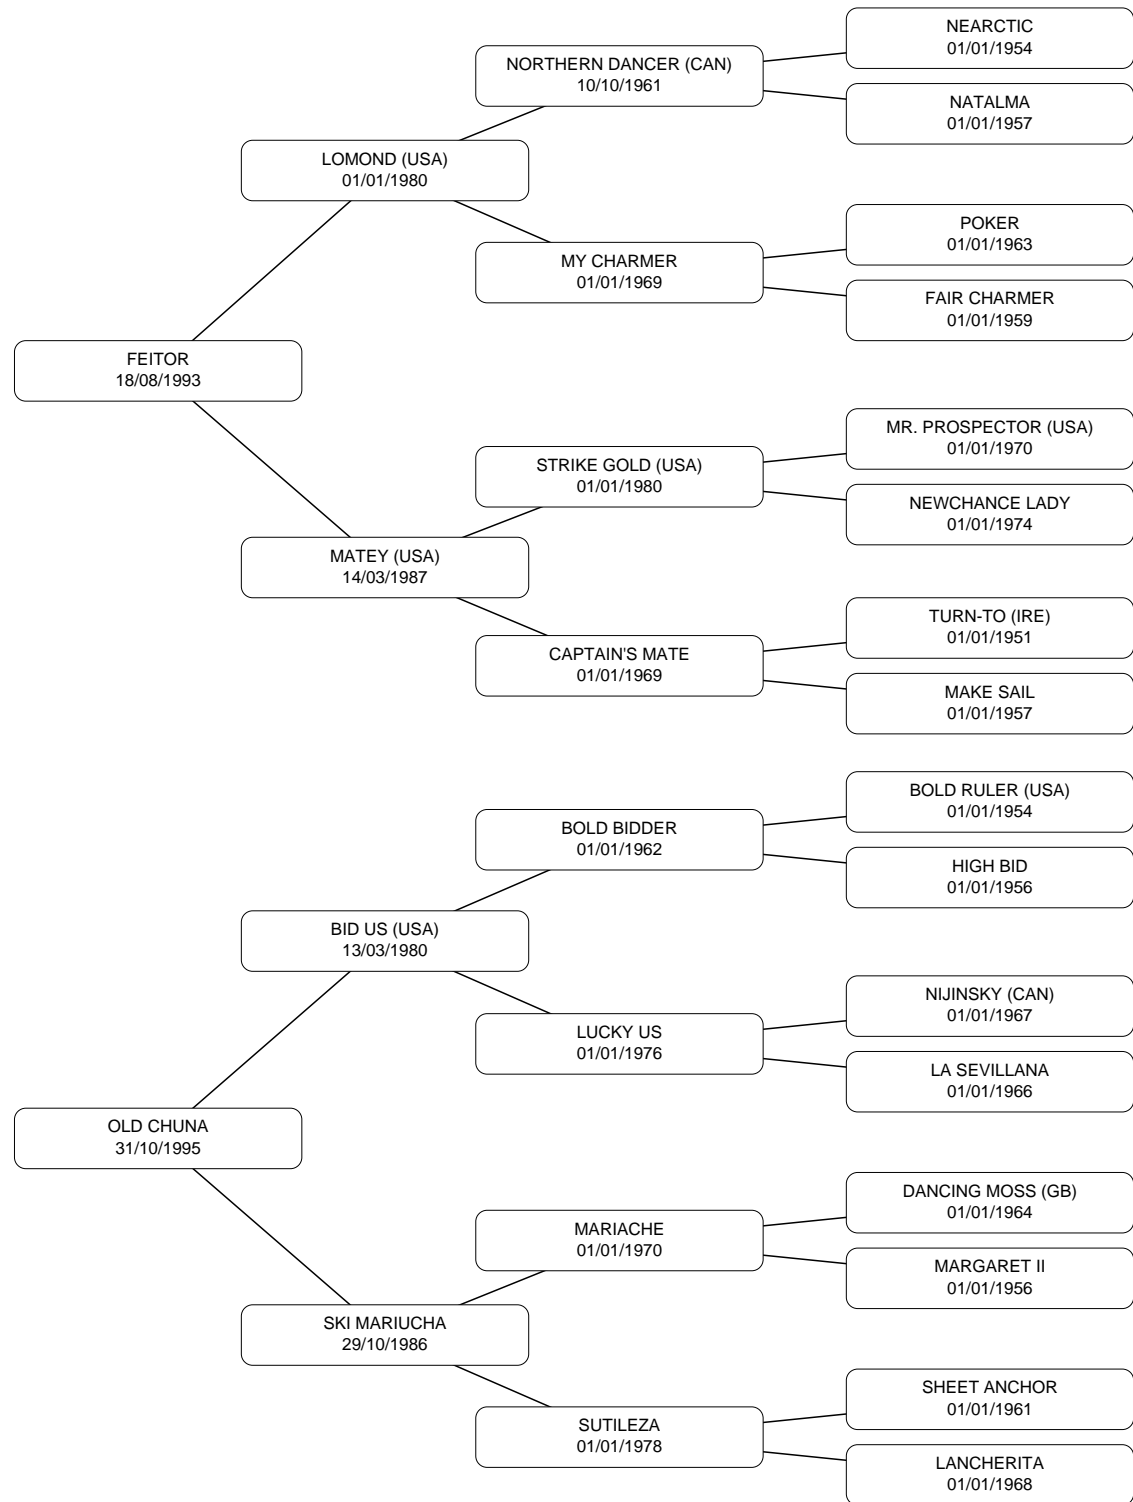 NEARCTIC
01/01/1954
NORTHERN DANCER (CAN)
10/10/1961
NATALMA
01/01/1957
LOMOND (USA)
01/01/1980
POKER
01/01/1963
MY CHARMER
01/01/1969
FAIR CHARMER
01/01/1959
FEITOR
18/08/1993
MR. PROSPECTOR (USA)
01/01/1970
STRIKE GOLD (USA)
01/01/1980
NEWCHANCE LADY
01/01/1974
MATEY (USA)
14/03/1987
TURN-TO (IRE)
01/01/1951
CAPTAIN'S MATE
01/01/1969
MAKE SAIL
01/01/1957
BOLD RULER (USA)
01/01/1954
BOLD BIDDER
01/01/1962
HIGH BID
01/01/1956
BID US (USA)
13/03/1980
NIJINSKY (CAN)
01/01/1967
LUCKY US
01/01/1976
LA SEVILLANA
01/01/1966
OLD CHUNA
31/10/1995
DANCING MOSS (GB)
01/01/1964
MARIACHE
01/01/1970
MARGARET II
01/01/1956
SKI MARIUCHA
29/10/1986
SHEET ANCHOR
01/01/1961
SUTILEZA
01/01/1978
LANCHERITA
01/01/1968